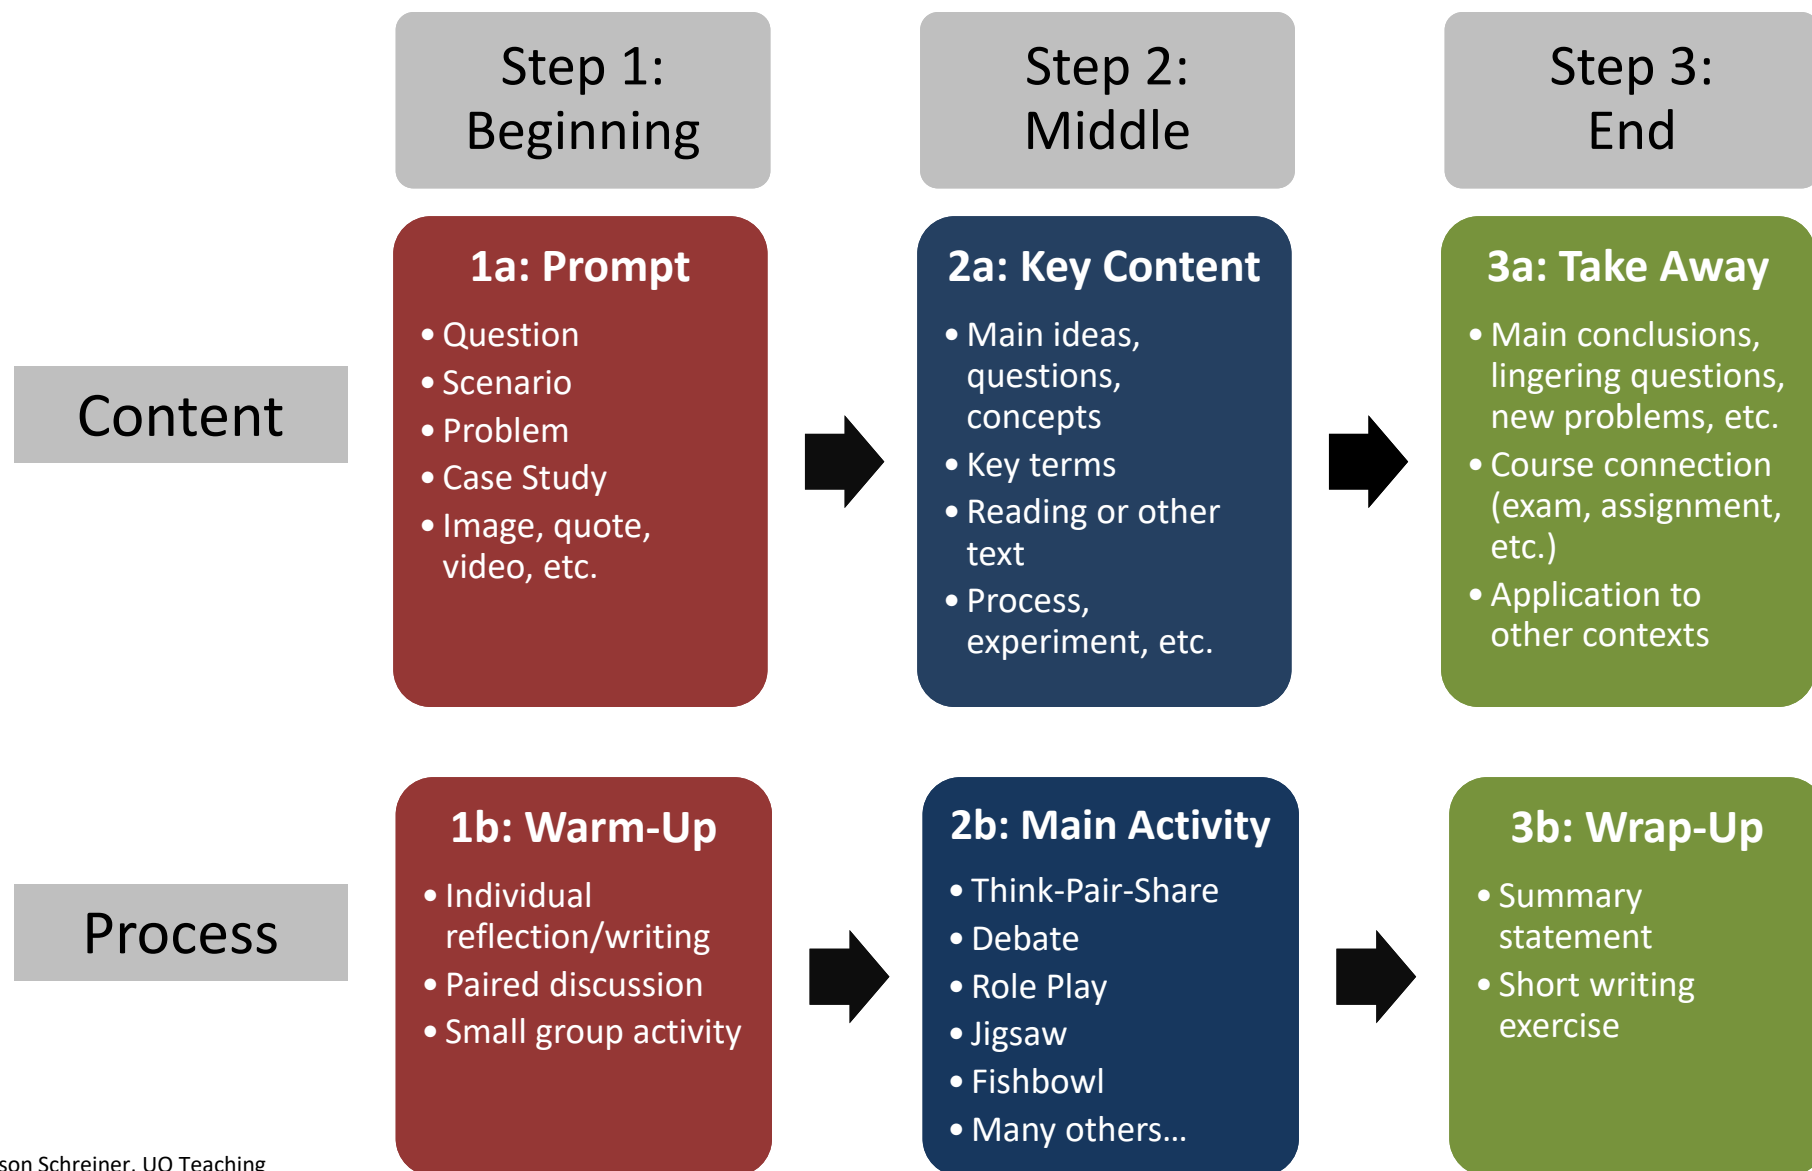 Step 1:
Beginning
Step 2:
Middle
Step 3:
End
Content
1a: Prompt
• Question
• Scenario
• Problem
• Case Study
• Image, quote,
video, etc.
2a: Key Content
• Main ideas,
questions,
concepts
• Key terms
• Reading or other
text
• Process,
experiment, etc.
3a: Take Away
• Main conclusions,
lingering questions,
new problems, etc.
• Course connection
(exam, assignment,
etc.)
• Application to
other contexts
Process
1b: Warm-Up
• Individual
reflection/writing
• Paired discussion
• Small group activity
2b: Main Activity
• Think-Pair-Share
• Debate
• Role Play
• Jigsaw
• Fishbowl
• Many others...
3b: Wrap-Up
• Summary
statement
• Short writing
exercise
Schreiner, UO Teaching